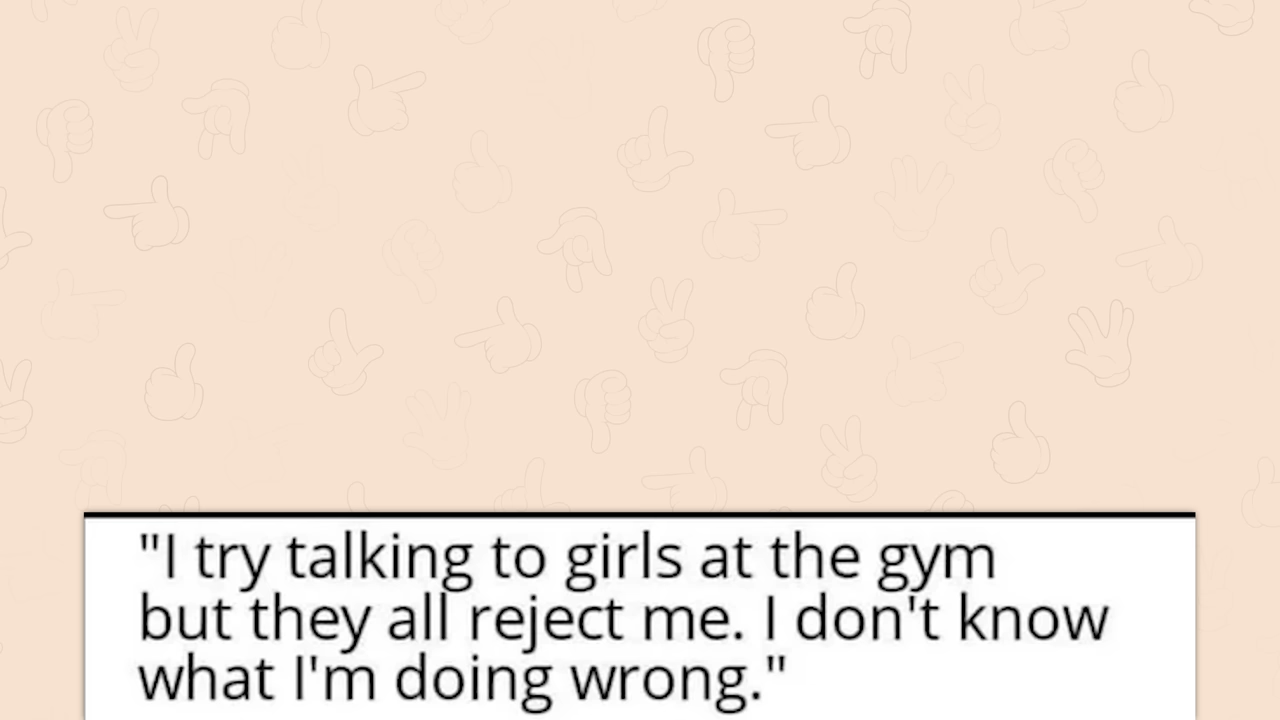 "I try talking to girls at the gym
but they all reject me. I don't know
what I'm doing wrong."